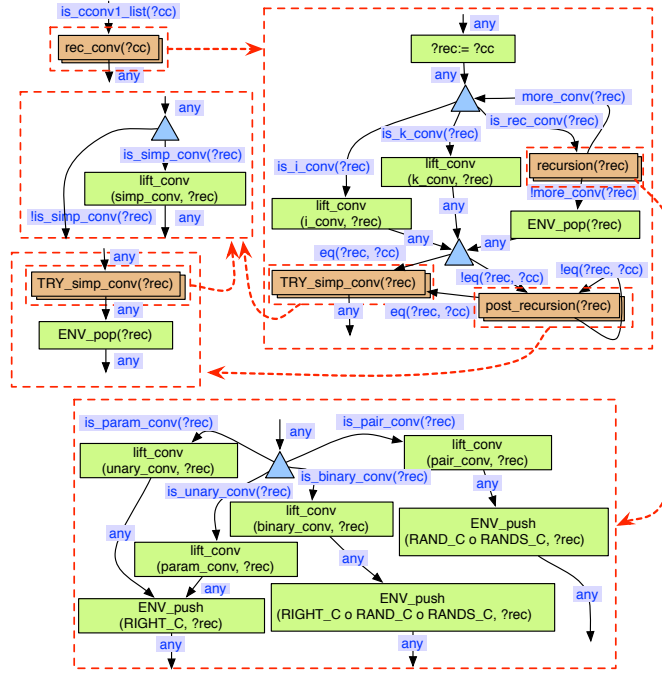 is_cconv1_list(?cc)
rec_conv(?cc)
any
any
is_simp_conv(?rec)
lift_conv
(simp_conv, ?rec)
!is_simp_conv(?rec)
any
any
TRY_simp_conv(?rec)
any
ENV_pop(?rec)
any
any
?rec:= ?cc
any
more_conv(?rec)
is_rec_conv(?rec)
is_k_conv(?rec)
is_i_conv(?rec)
lift_conv
(k_conv, ?rec)
recursion(?rec)
!more_conv(?rec)
lift_conv
(i_conv, ?rec)
any
ENV_pop(?rec)
any
any
eq(?rec, ?cc)
!eq(?rec, ?cc)
!eq(?rec, ?cc)
TRY_simp_conv(?rec)
post_recursion(?rec)
any
eq(?rec, ?cc)
is_param_conv(?rec)
any
is_pair_conv(?rec)
lift_conv
(unary_conv, ?rec)
lift_conv
(pair_conv, ?rec)
is_binary_conv(?rec)
is_unary_conv(?rec)
any
lift_conv
(binary_conv, ?rec)
ENV_push
(RAND_C o RANDS_C, ?rec)
any
lift_conv
(param_conv, ?rec)
any
any
any
ENV_push
(RIGHT_C, ?rec)
ENV_push
(RIGHT_C o RAND_C o RANDS_C, ?rec)
any
any